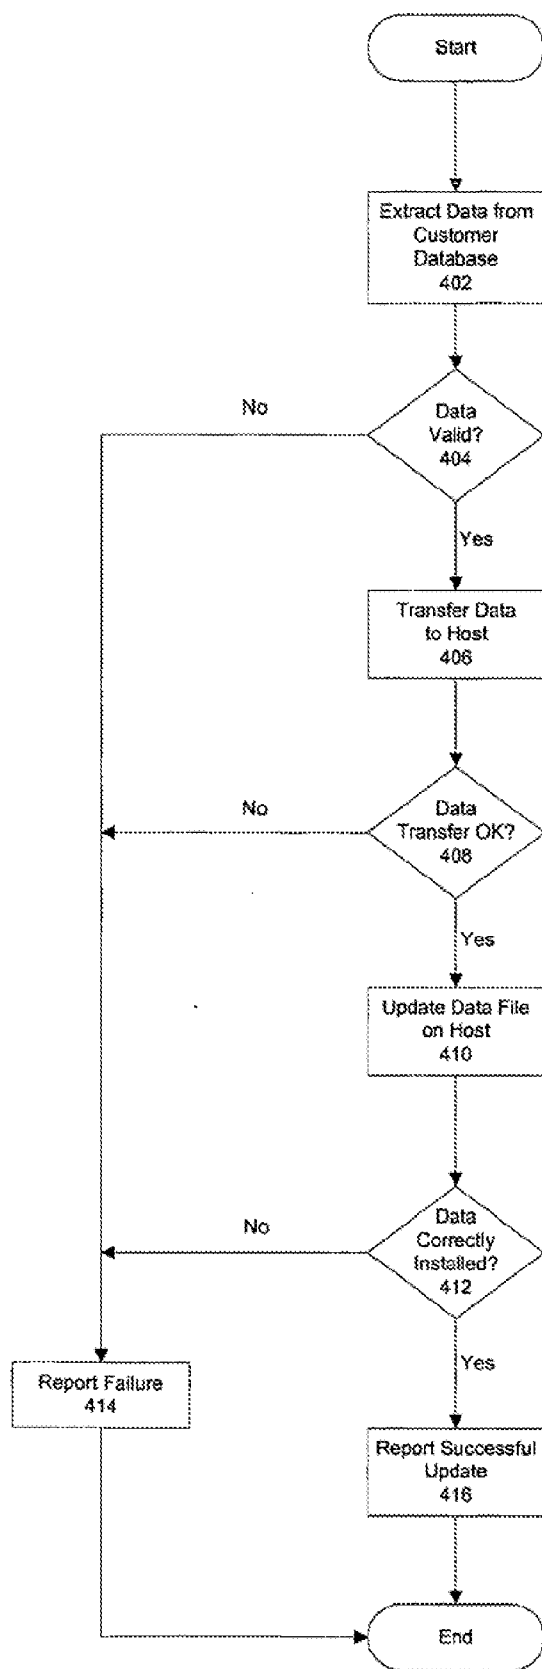 Start
Extract Data from
Customer
Database
402
No
Data
Valid?
404
Yes
Transfer Data
to Host
406
No
Data
Transfer OK?
408
Yes
Update Data File
on Host
410
No
Data
Correctly
Installed?
412
Yes
Report Failure
414
Report Successful
Update
416
End